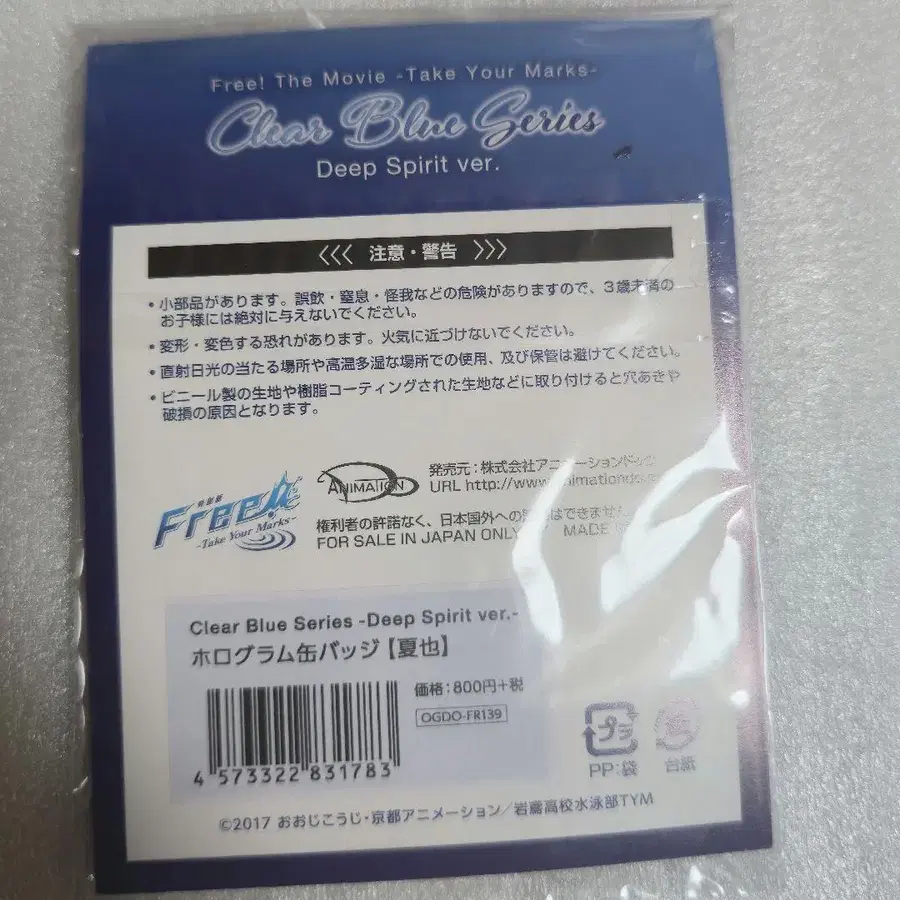 Free! The Movie -Take Your Marks-
Clear Blue Series
Deep Spirit ver.
<<< 注意・警告 >>>
• 小部品があります。誤飲・窒息・怪我などの危険がありますので、3歳未満の
お子様には絶対に与えないでください。
• 変形・変色する恐れがあります。火気に近づけないでください。
• 直射日光の当たる場所や高温多湿な場所での使用、及び保管は避けてください。
• ビニール製の生地や樹脂コーティングされた生地などに取り付けると穴あきや
破損の原因となります。
特別版
Free!
-Take Your Marks-
ANIMATION
発売元：株式会社アニメーションドゥ
URL http://www.
権利者の許諾なく、日本国外への
はできません
FOR SALE IN JAPAN ONLY
MADE
Clear Blue Series -Deep Spirit ver.-
ホログラム缶バッジ【夏也】
価格：800円+税
OGDO-FR139
4 573322 831783
プラ
PP：袋
台紙
©2017 おおじこうじ・京都アニメーション／岩鳶高校水泳部TYM